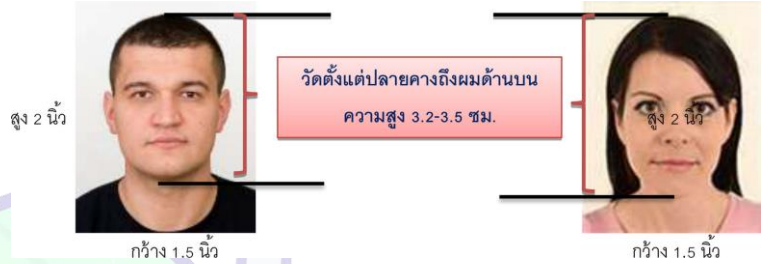 วัดตั้งแต่ปลายคางถึงผมด้านบน
ความสูง 3.2-3.5 ซม.
สูง 2 นิ้ว
สูง 2 นิ้ว
กว้าง 1.5 นิ้ว
กว้าง 1.5 นิ้ว